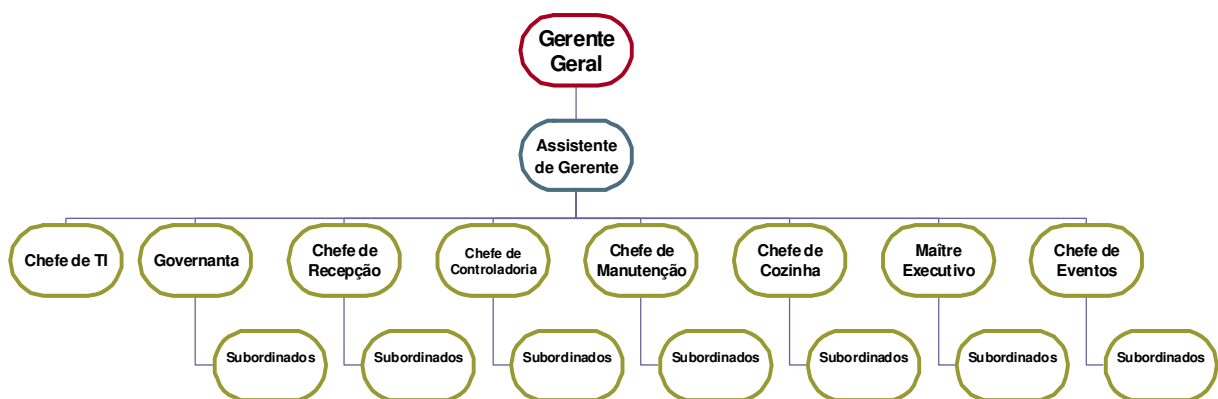 Gerente
Geral
Assistente
de Gerente
Chefe de TI
Governanta
Chefe de
Recepção
Chefe de
Controladoria
Chefe de
Manutenção
Chefe de
Cozinha
Maître
Executivo
Chefe de
Eventos
Subordinados
Subordinados
Subordinados
Subordinados
Subordinados
Subordinados
Subordinados